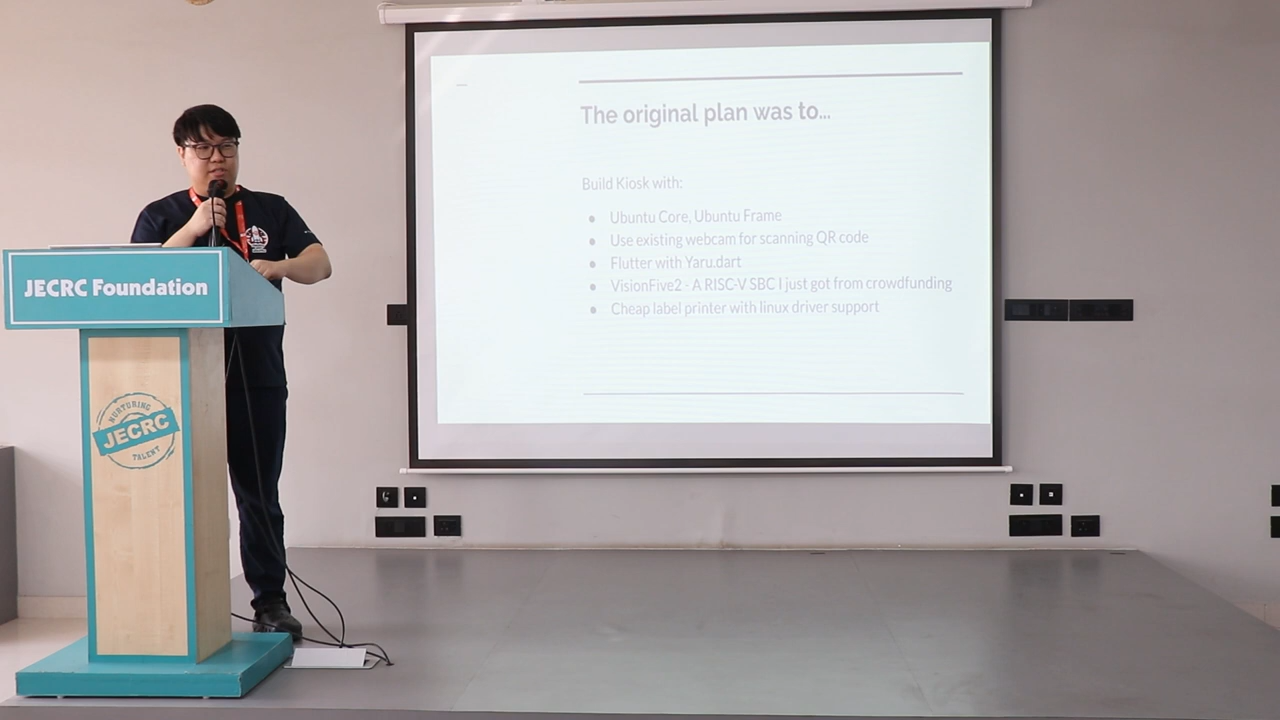 The original plan was to...
Build Kiosk with:
● Ubuntu Core, Ubuntu Frame
● Use existing webcam for scanning QR code
● Flutter with Yaru.dart
● VisionFive2 - A RISC-V SBC I just got from crowdfunding
● Cheap label printer with linux driver support
JECRC Foundation
NURTURING
JECRC
TALENT